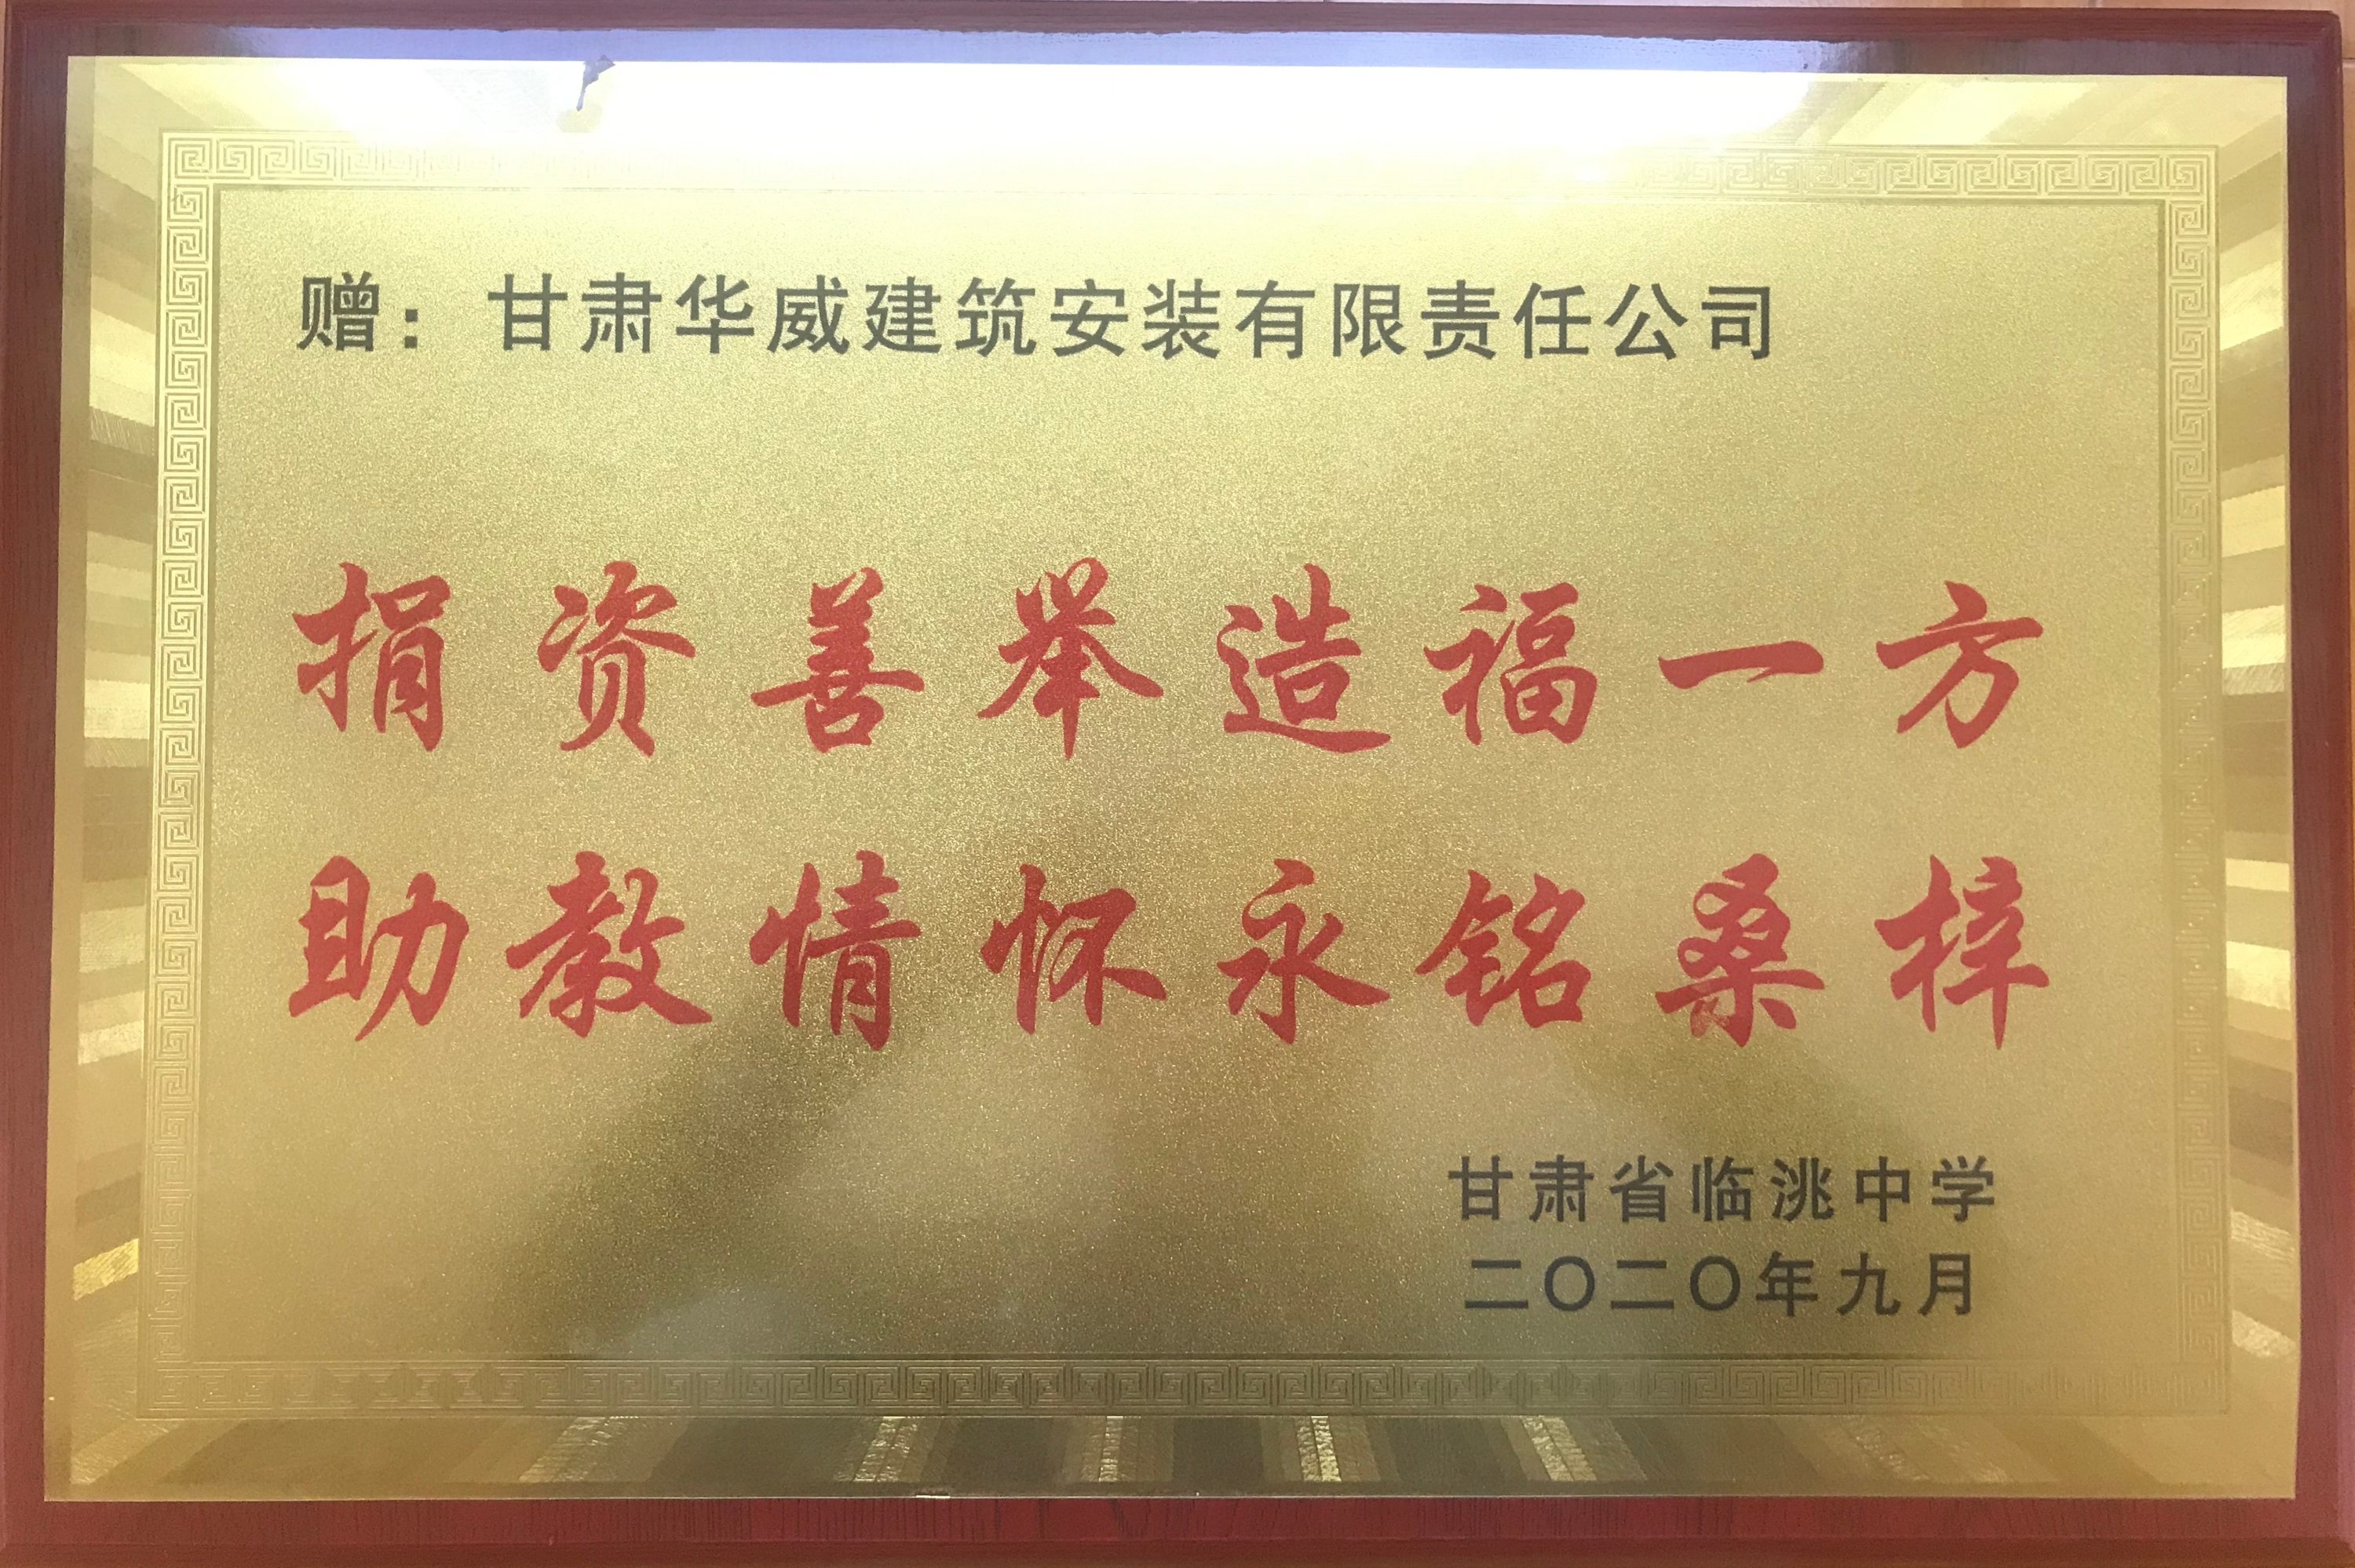 赠：甘肃华威建筑安装有限责任公司
捐资善举造福一方
助教情怀永铭桑梓
甘肃省临洮中学
二〇二〇年九月